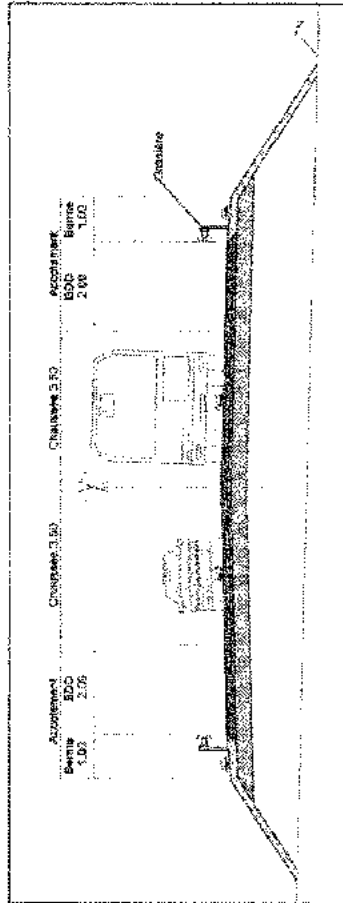 Accotement
Berme
1.00
BDG
2.00
Chaussée 3.50
Chaussée 3.50
Accotement
BDD
2.00
Berme
1.00
Glissière